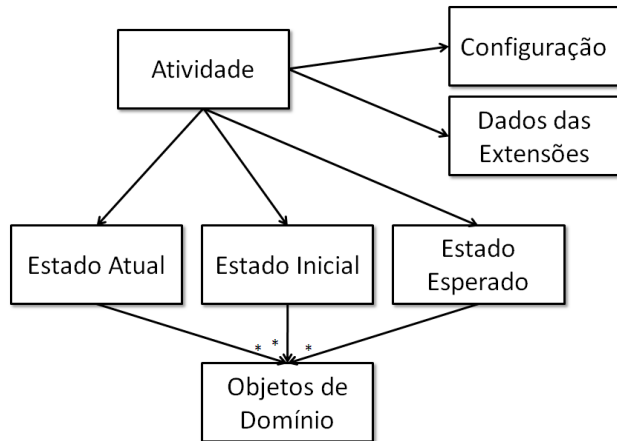 Configuração
Atividade
Dados das
Extensões
Estado Atual
Estado Inicial
Estado
Esperado
* * *
Objetos de
Domínio